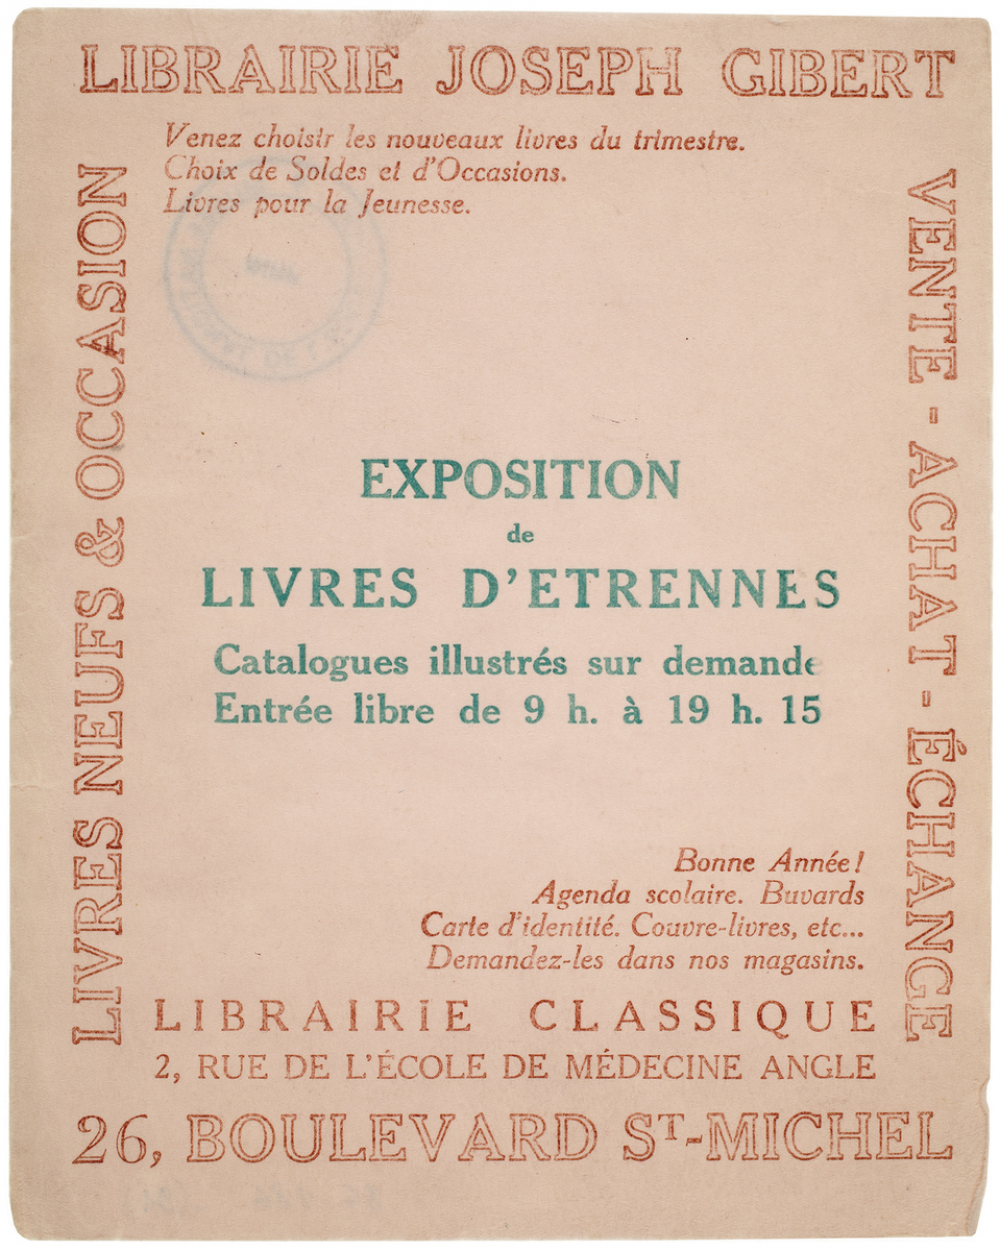 LIBRAIRIE JOSEPH GIBERT
Venez choisir les nouveaux livres du trimestre.
Choix de Soldes et d'Occasions.
Livres pour la Jeunesse.
LIVRES NEUFS & OCCASION
VENTE - ACHAT - ÉCHANGE
EXPOSITION
de
LIVRES D'ETRENNES
Catalogues illustrés sur demande
Entrée libre de 9 h. à 19 h. 15
Bonne Année!
Agenda scolaire. Buvards
Carte d'identité. Couvre-livres, etc...
Demandez-les dans nos magasins.
LIBRAIRIE CLASSIQUE
2, RUE DE L'ÉCOLE DE MÉDECINE ANGLE
26, BOULEVARD ST-MICHEL